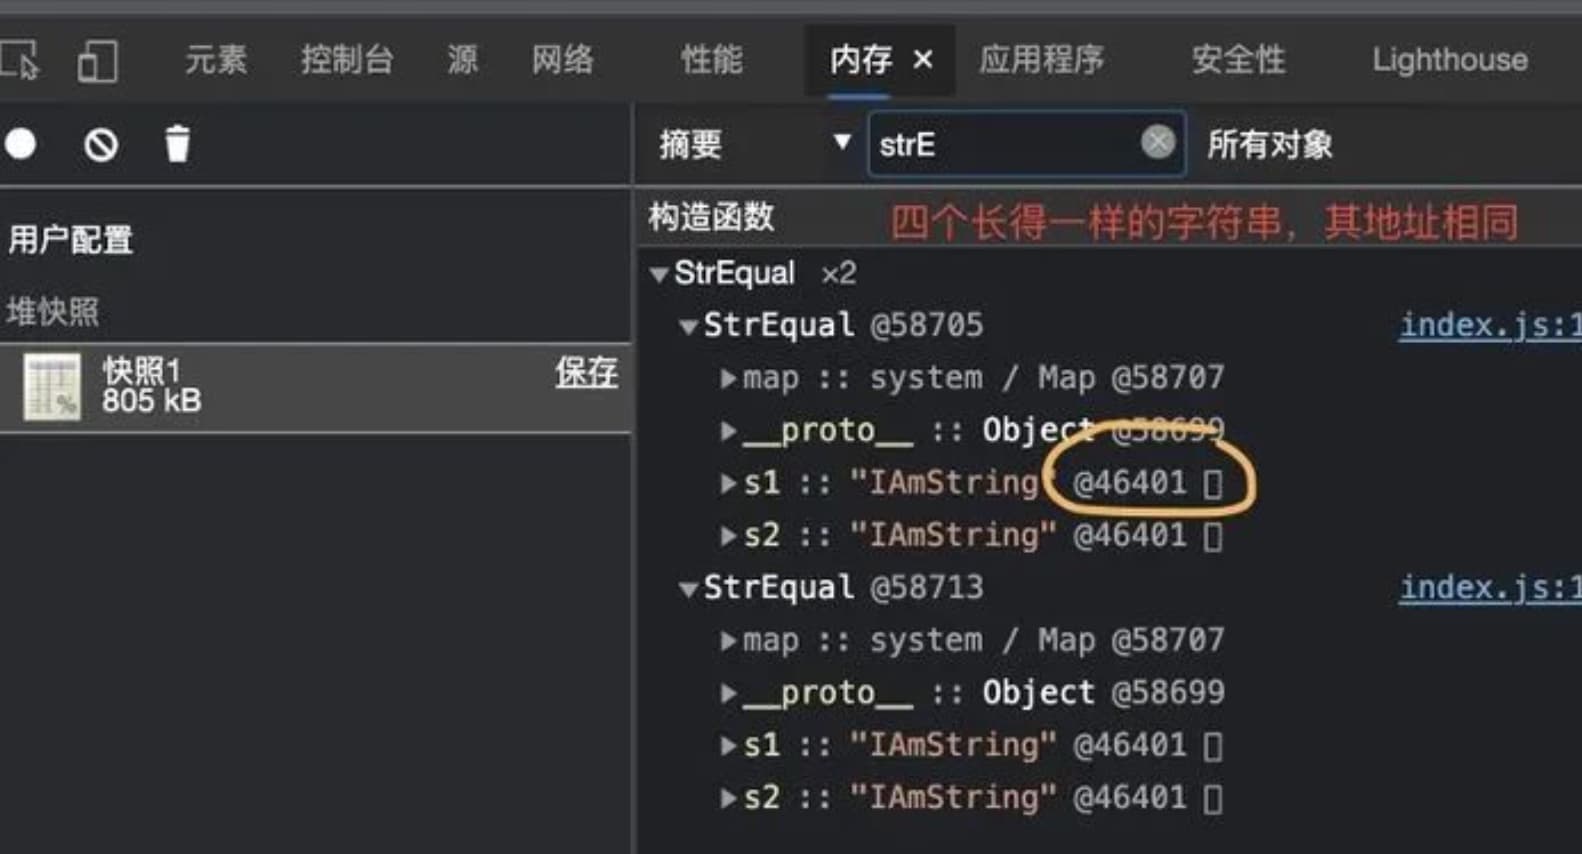 元素 控制台 源 网络 性能 内存 × 应用程序 安全性 Lighthouse
摘要 ▼ strE 所有对象
用户配置
构造函数 四个长得一样的字符串，其地址相同
堆快照
快照1 保存
805 kB
▼StrEqual ×2
▼StrEqual @58705 index.js:1
▶map :: system / Map @58707
▶__proto__ :: Object @58699
▶s1 :: "IAmString" @46401 ▯
▶s2 :: "IAmString" @46401 ▯
▼StrEqual @58713 index.js:1
▶map :: system / Map @58707
▶__proto__ :: Object @58699
▶s1 :: "IAmString" @46401 ▯
▶s2 :: "IAmString" @46401 ▯